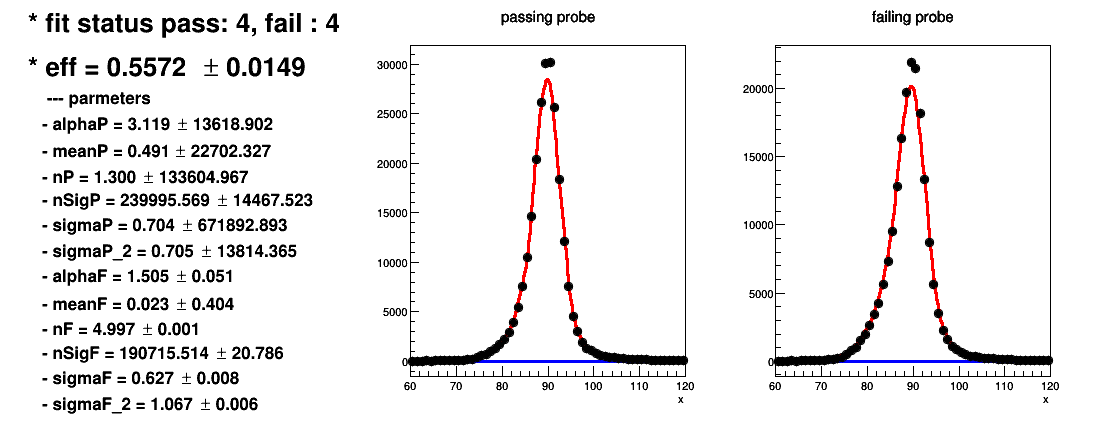 * fit status pass: 4, fail : 4
* eff = 0.5572 ± 0.0149
--- parmeters
- alphaP = 3.119 ± 13618.902
- meanP = 0.491 ± 22702.327
- nP = 1.300 ± 133604.967
- nSigP = 239995.569 ± 14467.523
- sigmaP = 0.704 ± 671892.893
- sigmaP_2 = 0.705 ± 13814.365
- alphaF = 1.505 ± 0.051
- meanF = 0.023 ± 0.404
- nF = 4.997 ± 0.001
- nSigF = 190715.514 ± 20.786
- sigmaF = 0.627 ± 0.008
- sigmaF_2 = 1.067 ± 0.006
passing probe
30000
25000
20000
15000
10000
5000
0
60 70 80 90 100 110 120
x
failing probe
20000
15000
10000
5000
0
60 70 80 90 100 110 120
x